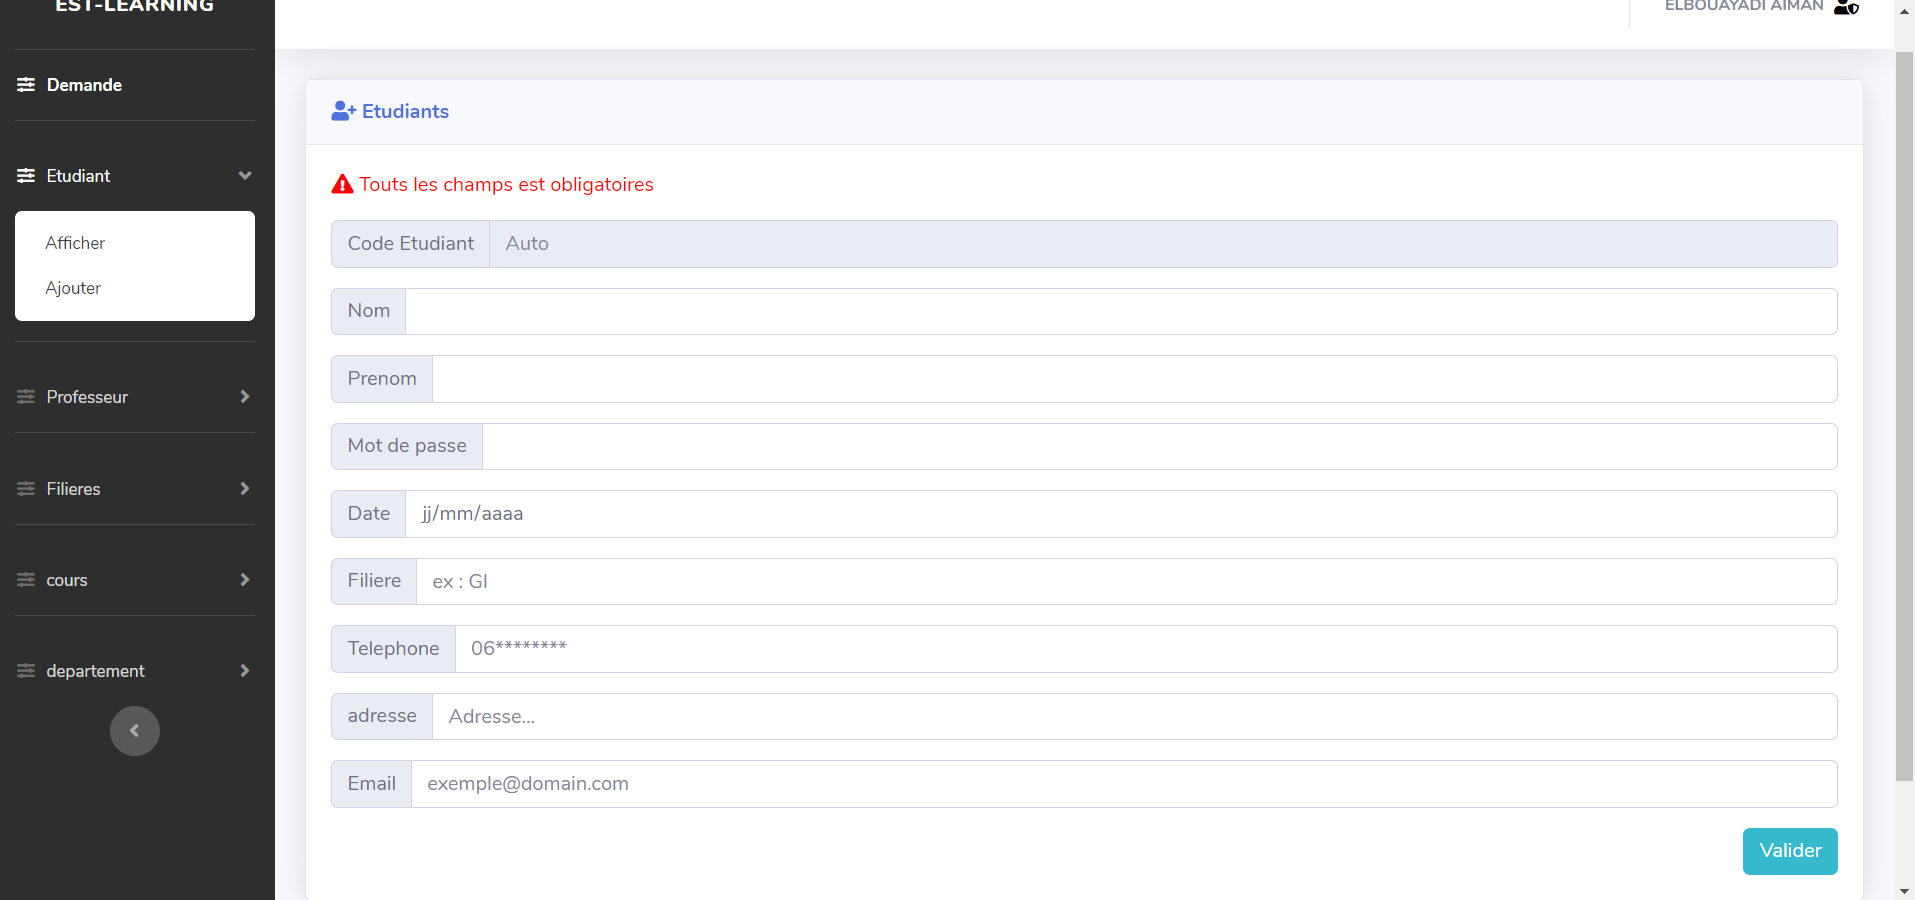 EST-LEARNING
Demande
Etudiant
Afficher
Ajouter
Professeur
Filieres
cours
departement
ELBOUAYADI AIMAN
Etudiants
Touts les champs est obligatoires
Code Etudiant Auto
Nom
Prenom
Mot de passe
Date jj/mm/aaaa
Filiere ex : GI
Telephone 06********
adresse Adresse...
Email exemple@domain.com
Valider